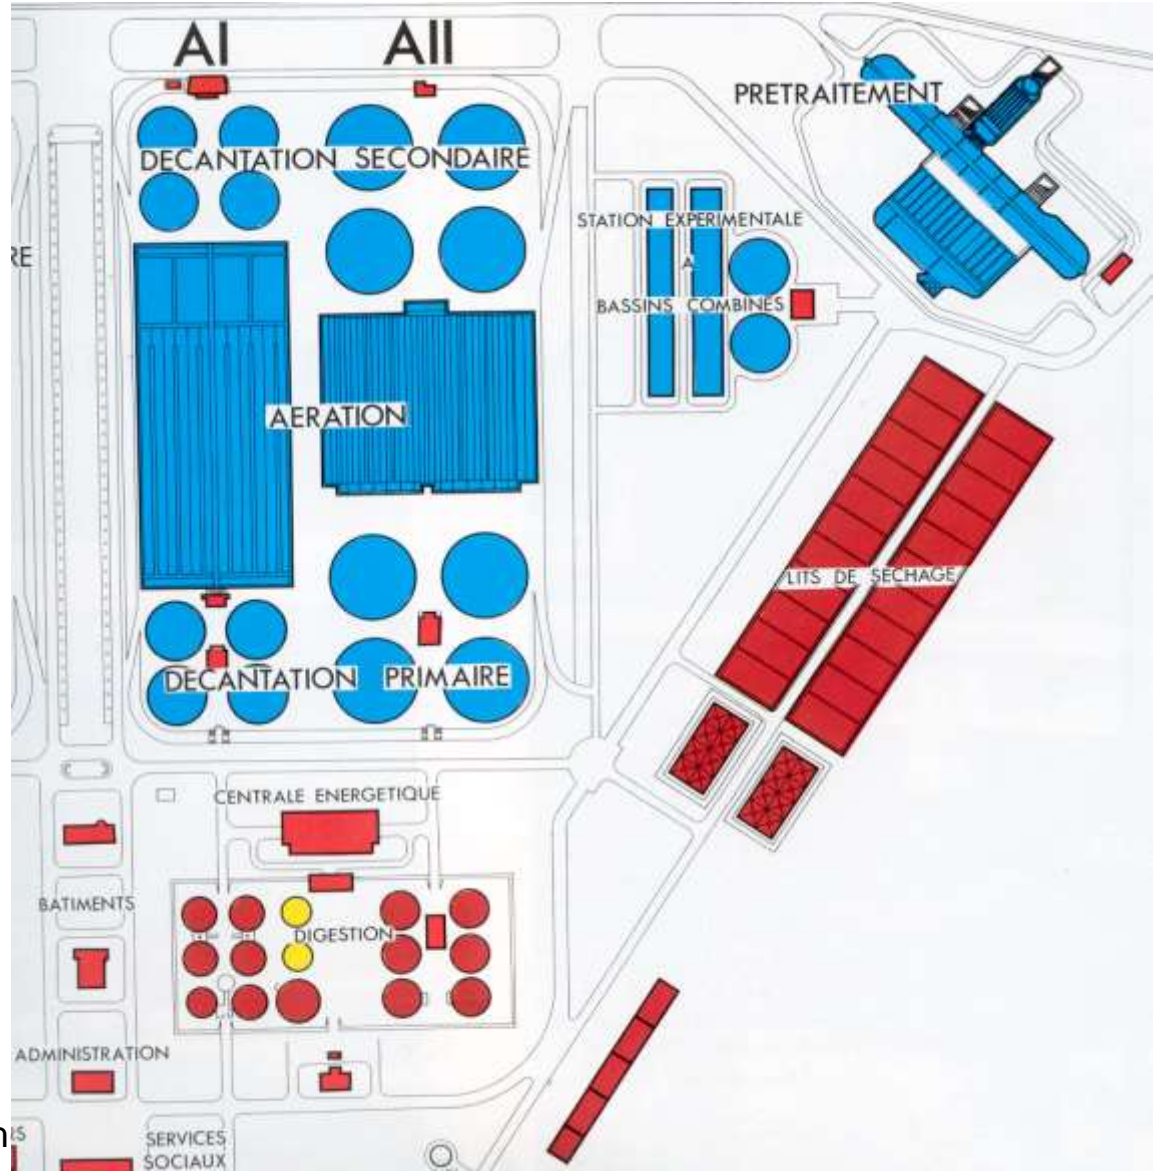 AI AII
PRETRAITEMENT
DECANTATION SECONDAIRE
STATION EXPERIMENTALE
A
BASSINS COMBINES
RE
AERATION
LITS DE SECHAGE
DECANTATION PRIMAIRE
CENTRALE ENERGETIQUE
BATIMENTS
DIGESTION
ADMINISTRATION
SERVICES
SOCIAUX